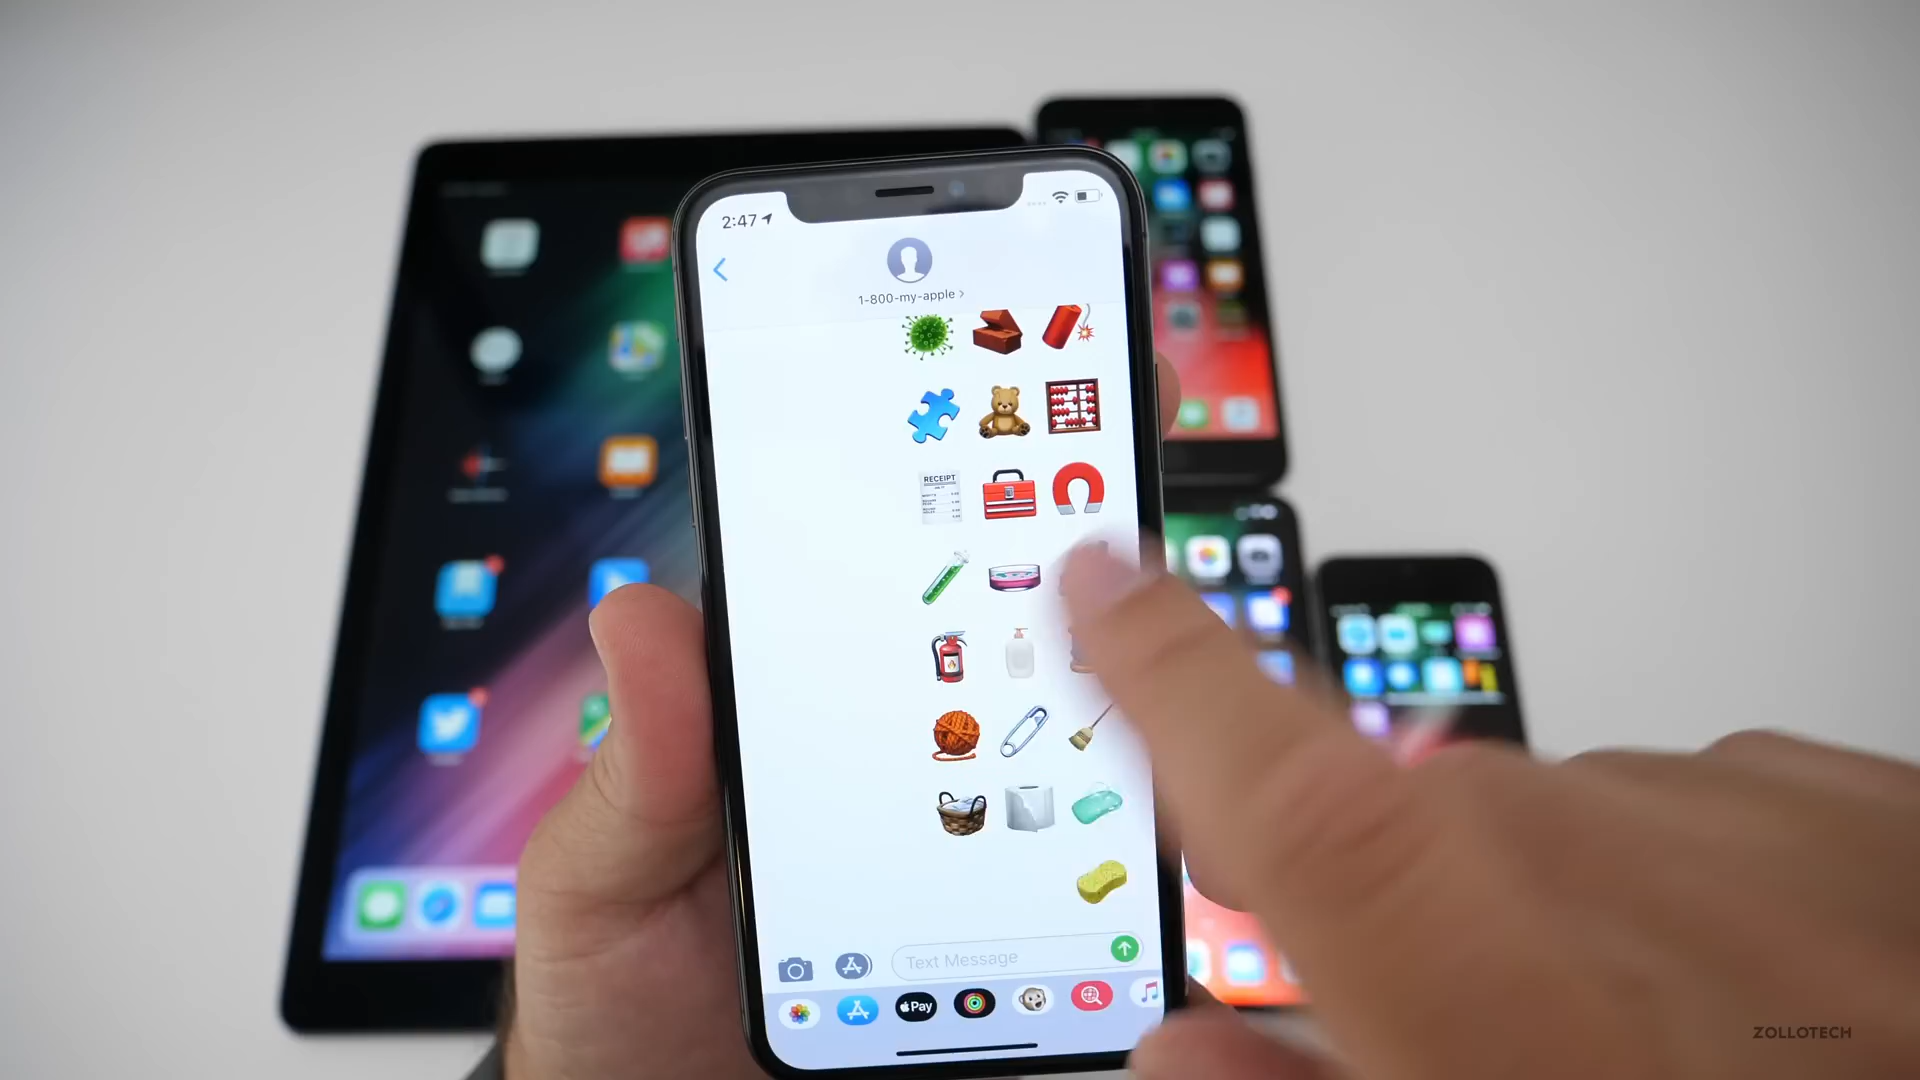 2:47
1-800-my-apple >
RECEIPT
Text Message
Pay
ZOLLOTECH